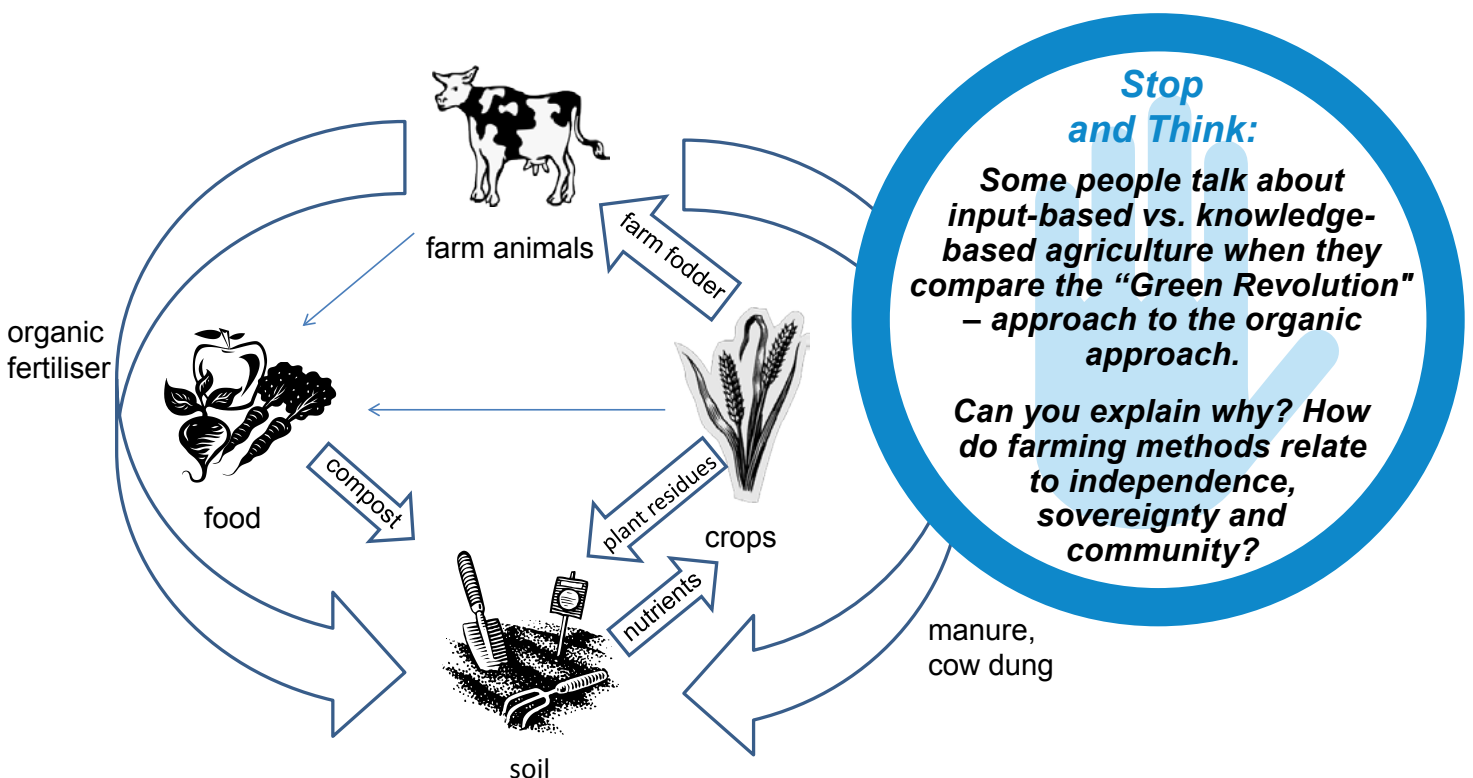 Stop
and Think:
Some people talk about
input-based vs. knowledge-
based agriculture when they
compare the “Green Revolution"
– approach to the organic
approach.
Can you explain why? How
do farming methods relate
to independence,
sovereignty and
community?
farm animals
farm fodder
organic
fertiliser
food
compost
plant residues
crops
nutrients
manure,
cow dung
soil